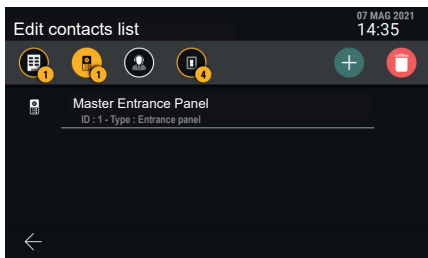 Edit contacts list
07 MAG 2021
14:35
1
1
4
Master Entrance Panel
ID : 1 - Type : Entrance panel